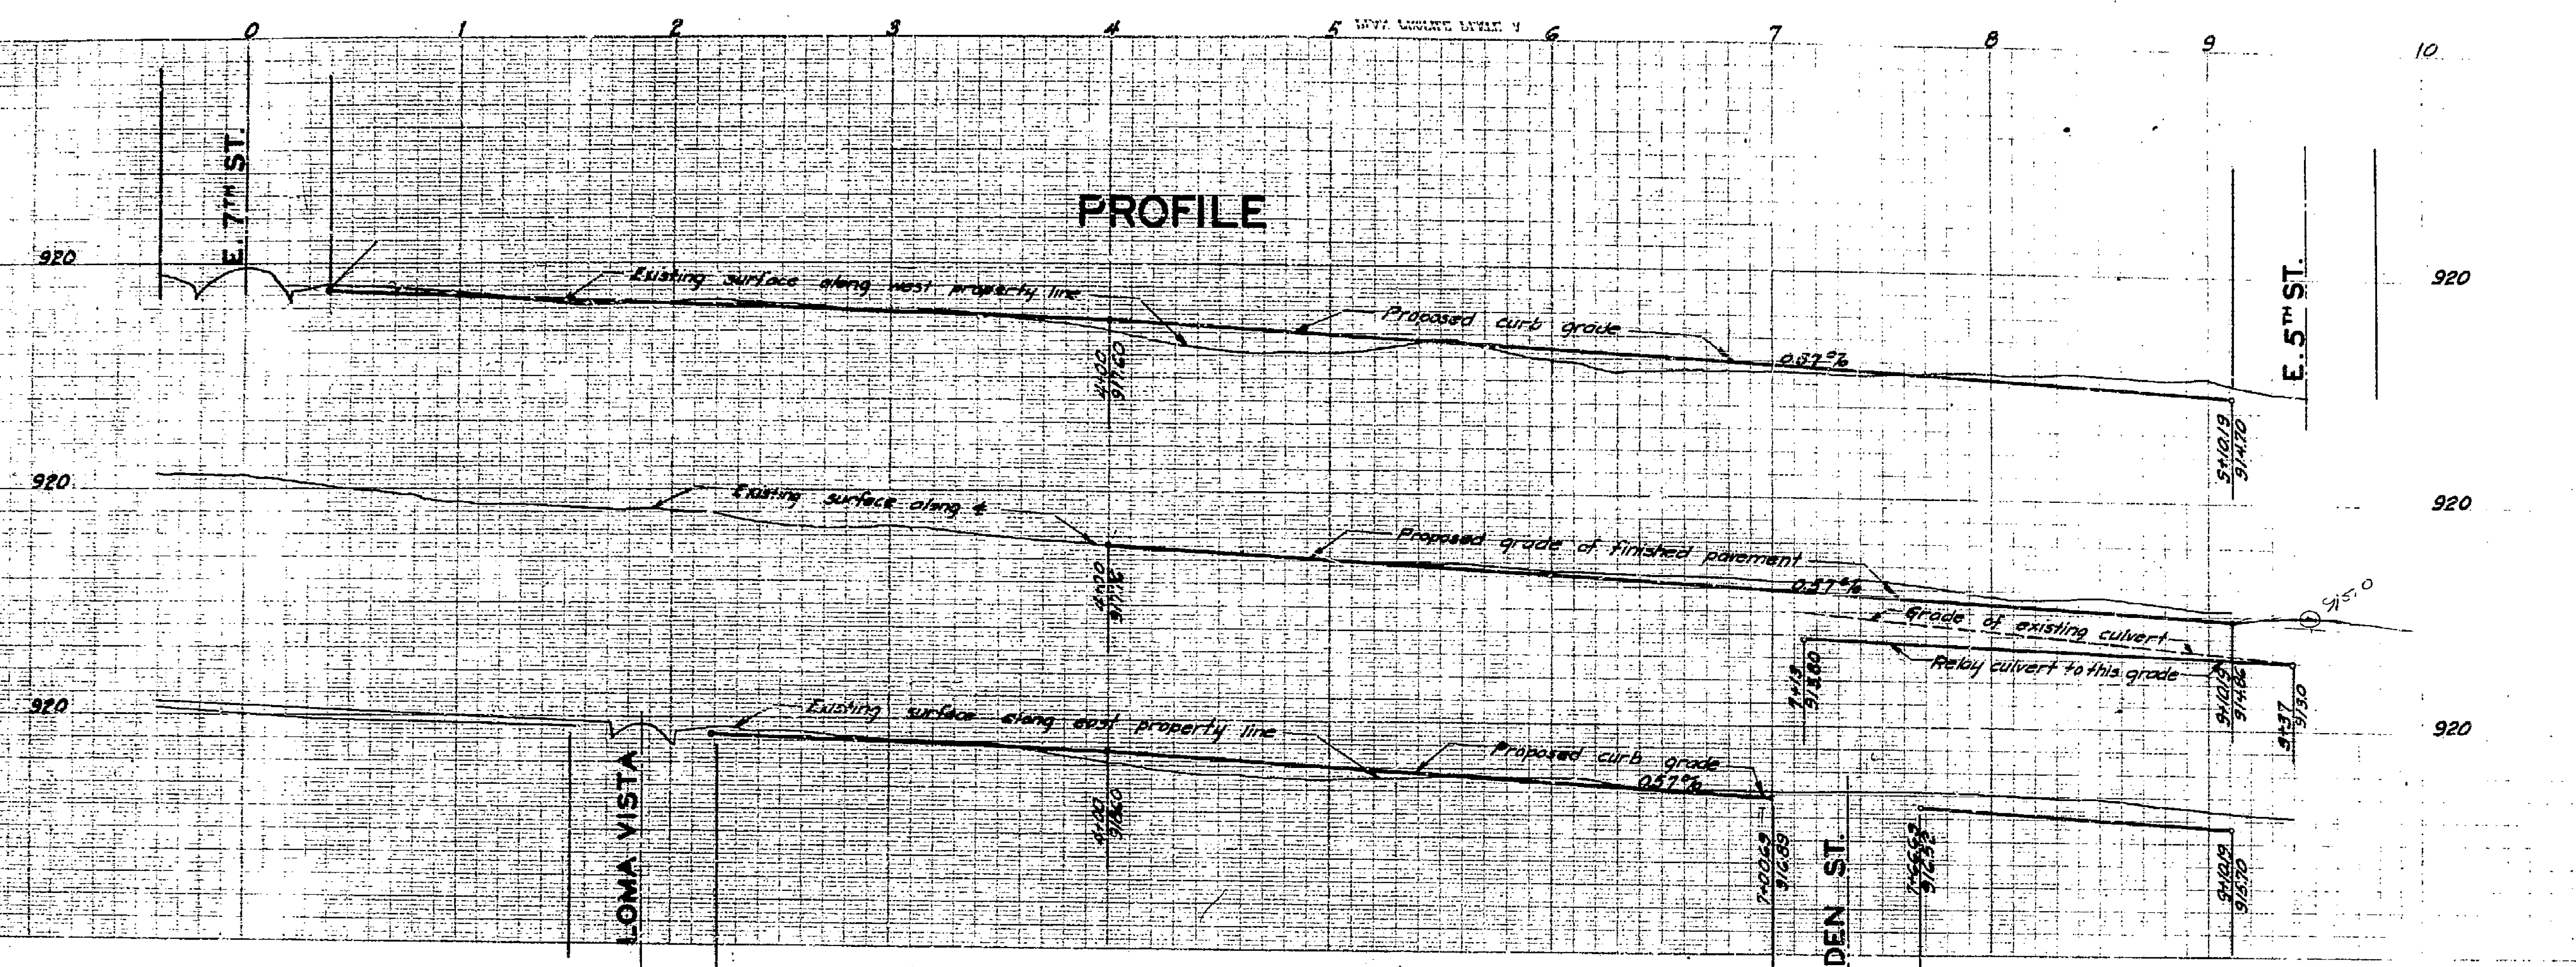 0 1 2 3 4 5 6 7 8 9 10
E. 7TH ST.
PROFILE
E. 5TH ST.
920
920
Existing surface along west property line
Proposed curb grade
0.57%
4+00
917.60
9+10.19
914.70
920
920
Existing surface along ℄
Proposed grade of finished pavement
0.57%
4+00
Grade of existing culvert
915.0
Relay culvert to this grade
7+13
913.80
9+10.19
914.86
9+37
913.0
920
920
Existing surface along east property line
Proposed curb grade
0.57%
LOMA VISTA
4+00
918.60
7+00.69
916.89
DEN ST.
9+10.19
915.70